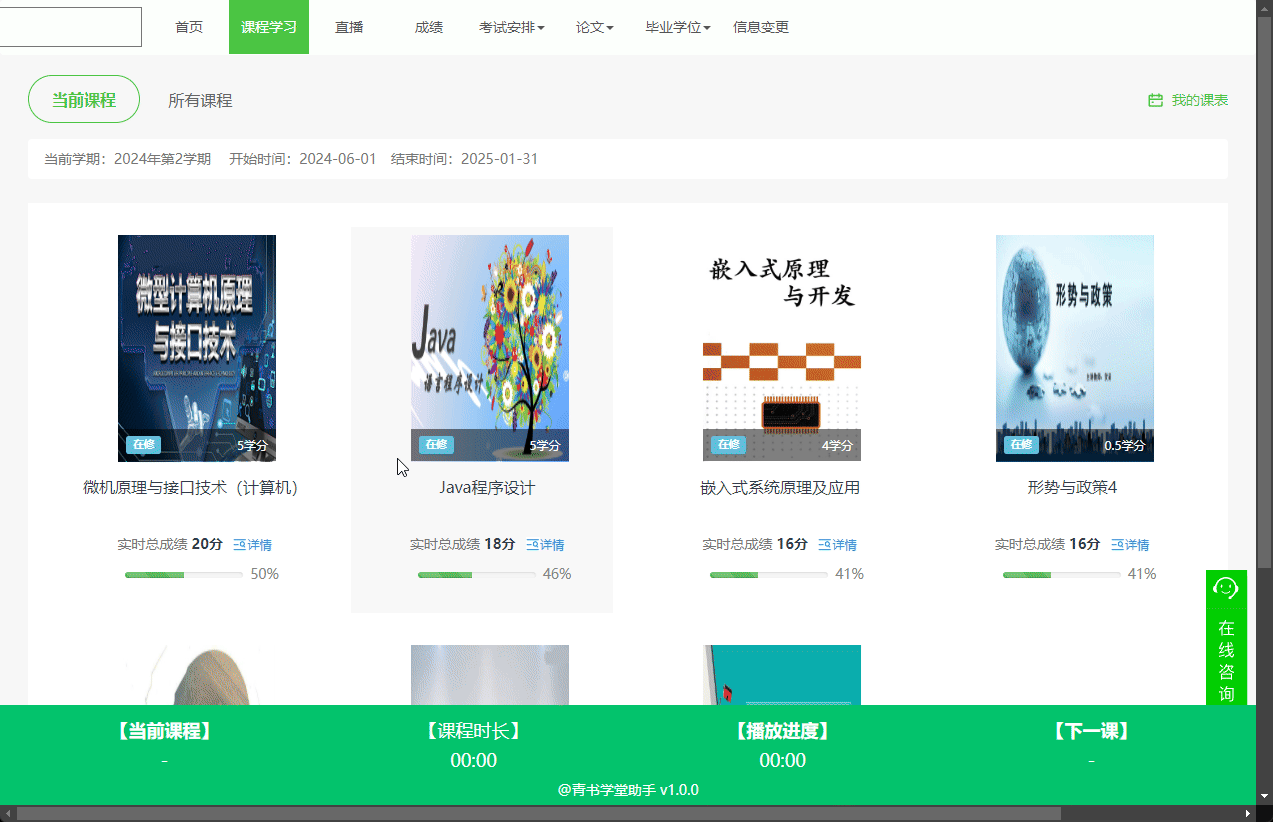 首页 课程学习 直播 成绩 考试安排 论文 毕业学位 信息变更
当前课程 所有课程 我的课表
当前学期：2024年第2学期 开始时间：2024-06-01 结束时间：2025-01-31
微型计算机原理
与接口技术
在修 5学分
微机原理与接口技术（计算机）
实时总成绩 20分 详情
50%
Java
语言程序设计
在修 5学分
Java程序设计
实时总成绩 18分 详情
46%
嵌入式原理
与开发
在修 4学分
嵌入式系统原理及应用
实时总成绩 16分 详情
41%
形势与政策
在修 0.5学分
形势与政策4
实时总成绩 16分 详情
41%
在
线
咨
询
【当前课程】 【课程时长】 【播放进度】 【下一课】
- 00:00 00:00 -
@青书学堂助手 v1.0.0